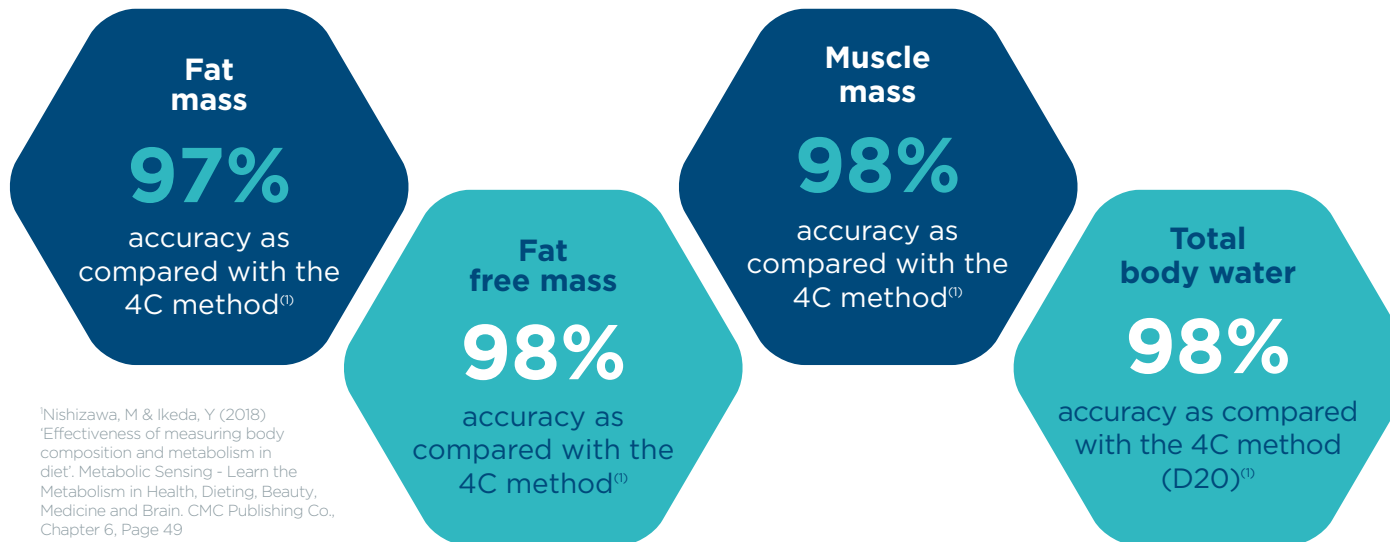 Fat
mass
97%
accuracy as
compared with the
4C method⁽¹⁾
Fat
free mass
98%
accuracy as
compared with the
4C method⁽¹⁾
Muscle
mass
98%
accuracy as
compared with the
4C method⁽¹⁾
Total
body water
98%
accuracy as compared
with the 4C method
(D20)⁽¹⁾
¹Nishizawa, M & Ikeda, Y (2018)
‘Effectiveness of measuring body
composition and metabolism in
diet’. Metabolic Sensing - Learn the
Metabolism in Health, Dieting, Beauty,
Medicine and Brain. CMC Publishing Co.,
Chapter 6, Page 49